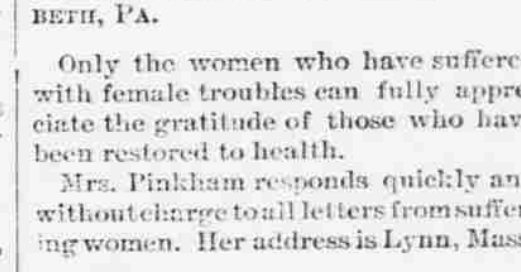 BETH, PA.
Only the women who have suffere
with female troubles can fully appre
ciate the gratitude of those who hav
been restored to health.
Mrs. Pinkham responds quickly an
without charge to all letters from suffer
ing women. Her address is Lynn, Mass